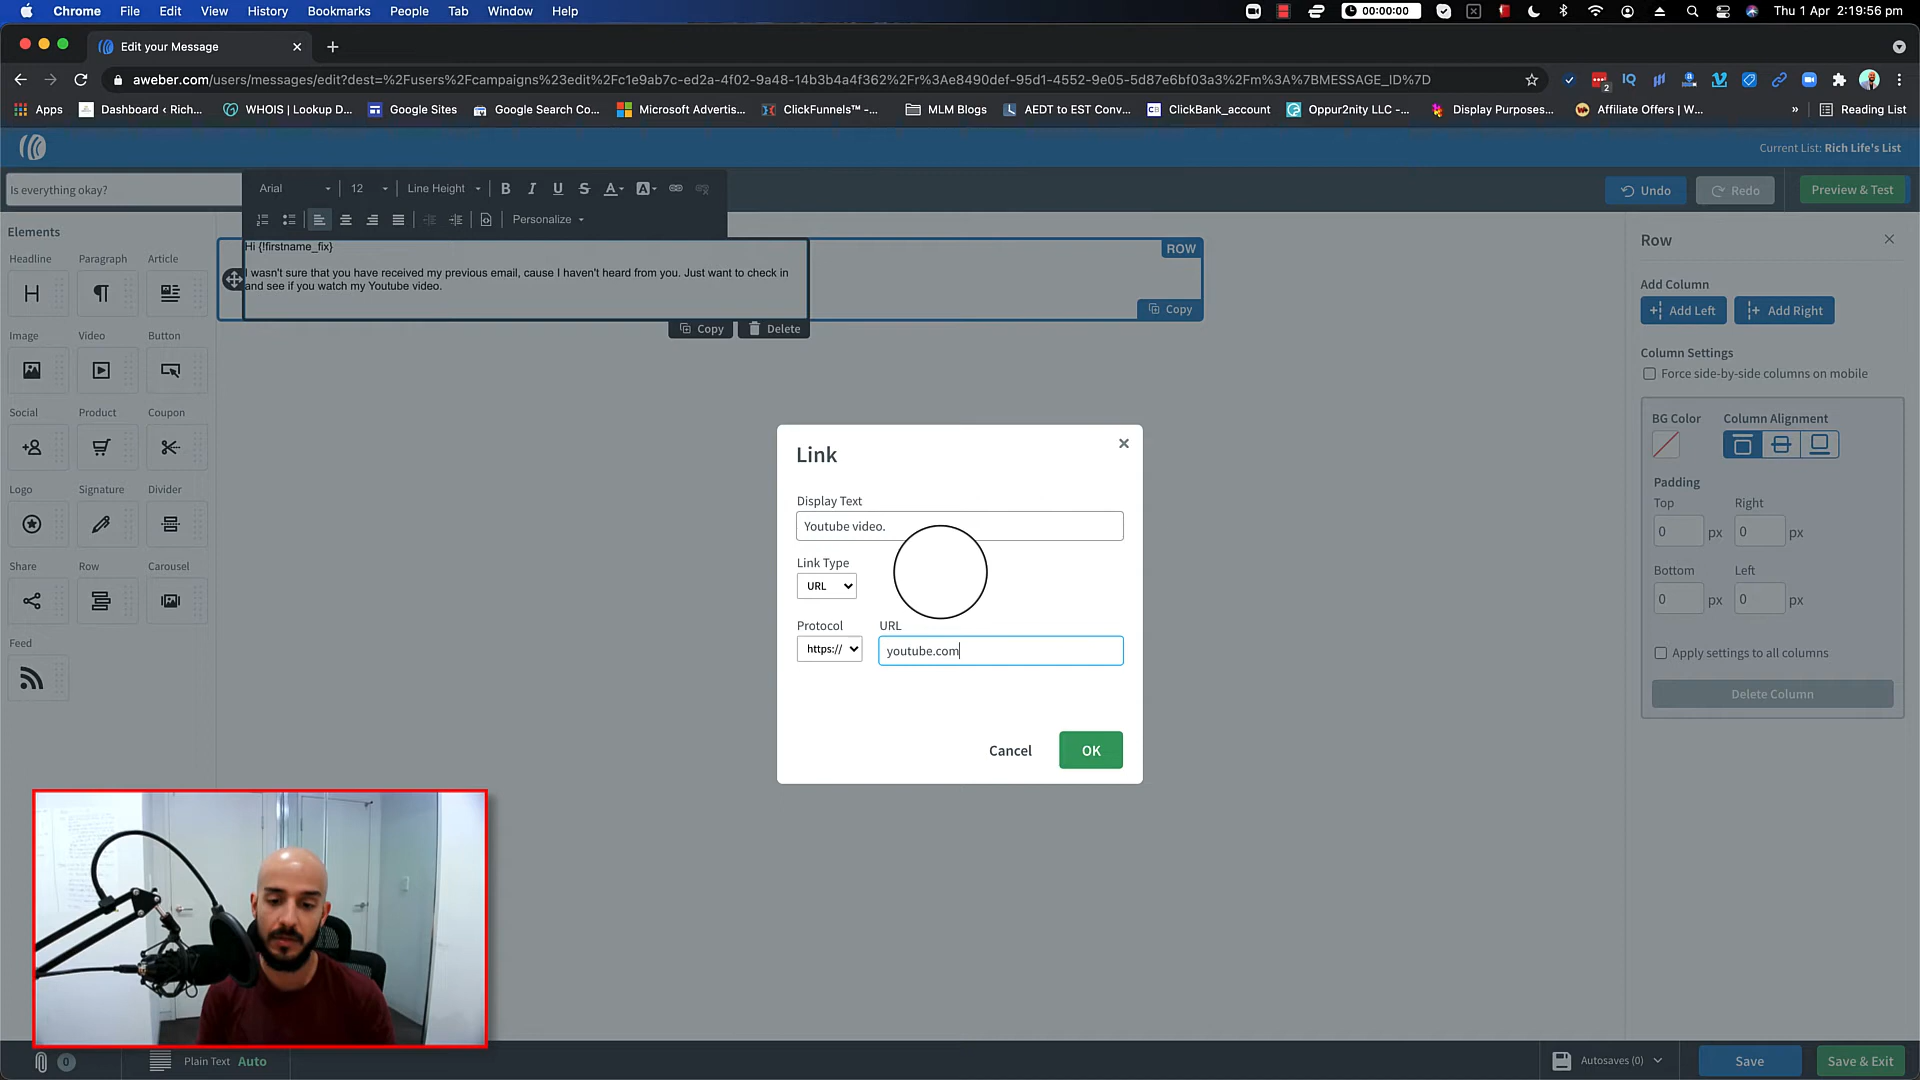 Chrome File Edit View History Bookmarks People Tab Window Help 00:00:00 Thu 1 Apr 2:19:56 pm
Edit your Message
aweber.com/users/messages/edit?dest=%2Fusers%2Fcampaigns%23edit%2Fc1e9ab7c-ed2a-4f02-9a48-14b3b4a4f362%2Fr%3Ae8490def-95d1-4552-9e05-5d87e6bf03a3%2Fm%3A%7BMESSAGE_ID%7D
Apps Dashboard ‹ Rich... WHOIS | Lookup D... Google Sites Google Search Co... Microsoft Advertis... ClickFunnels™ -... MLM Blogs AEDT to EST Conv... ClickBank_account Oppur2nity LLC -... Display Purposes... Affiliate Offers | W... » Reading List
Current List: Rich Life's List
Is everything okay?
Arial 12 Line Height B I U S A A
Personalize
Undo Redo Preview & Test
Elements
Headline Paragraph Article
Image Video Button
Social Product Coupon
Logo Signature Divider
Share Row Carousel
Feed
Hi {!firstname_fix}
I wasn't sure that you have received my previous email, cause I haven't heard from you. Just want to check in
and see if you watch my Youtube video.
ROW
Copy
Copy Delete
Link
Display Text
Youtube video.
Link Type
URL
Protocol URL
https:// youtube.com
Cancel OK
Row
Add Column
Add Left Add Right
Column Settings
Force side-by-side columns on mobile
BG Color Column Alignment
Padding
Top Right
0 px 0 px
Bottom Left
0 px 0 px
Apply settings to all columns
Delete Column
0 Plain Text Auto Autosaves (0) Save Save & Exit